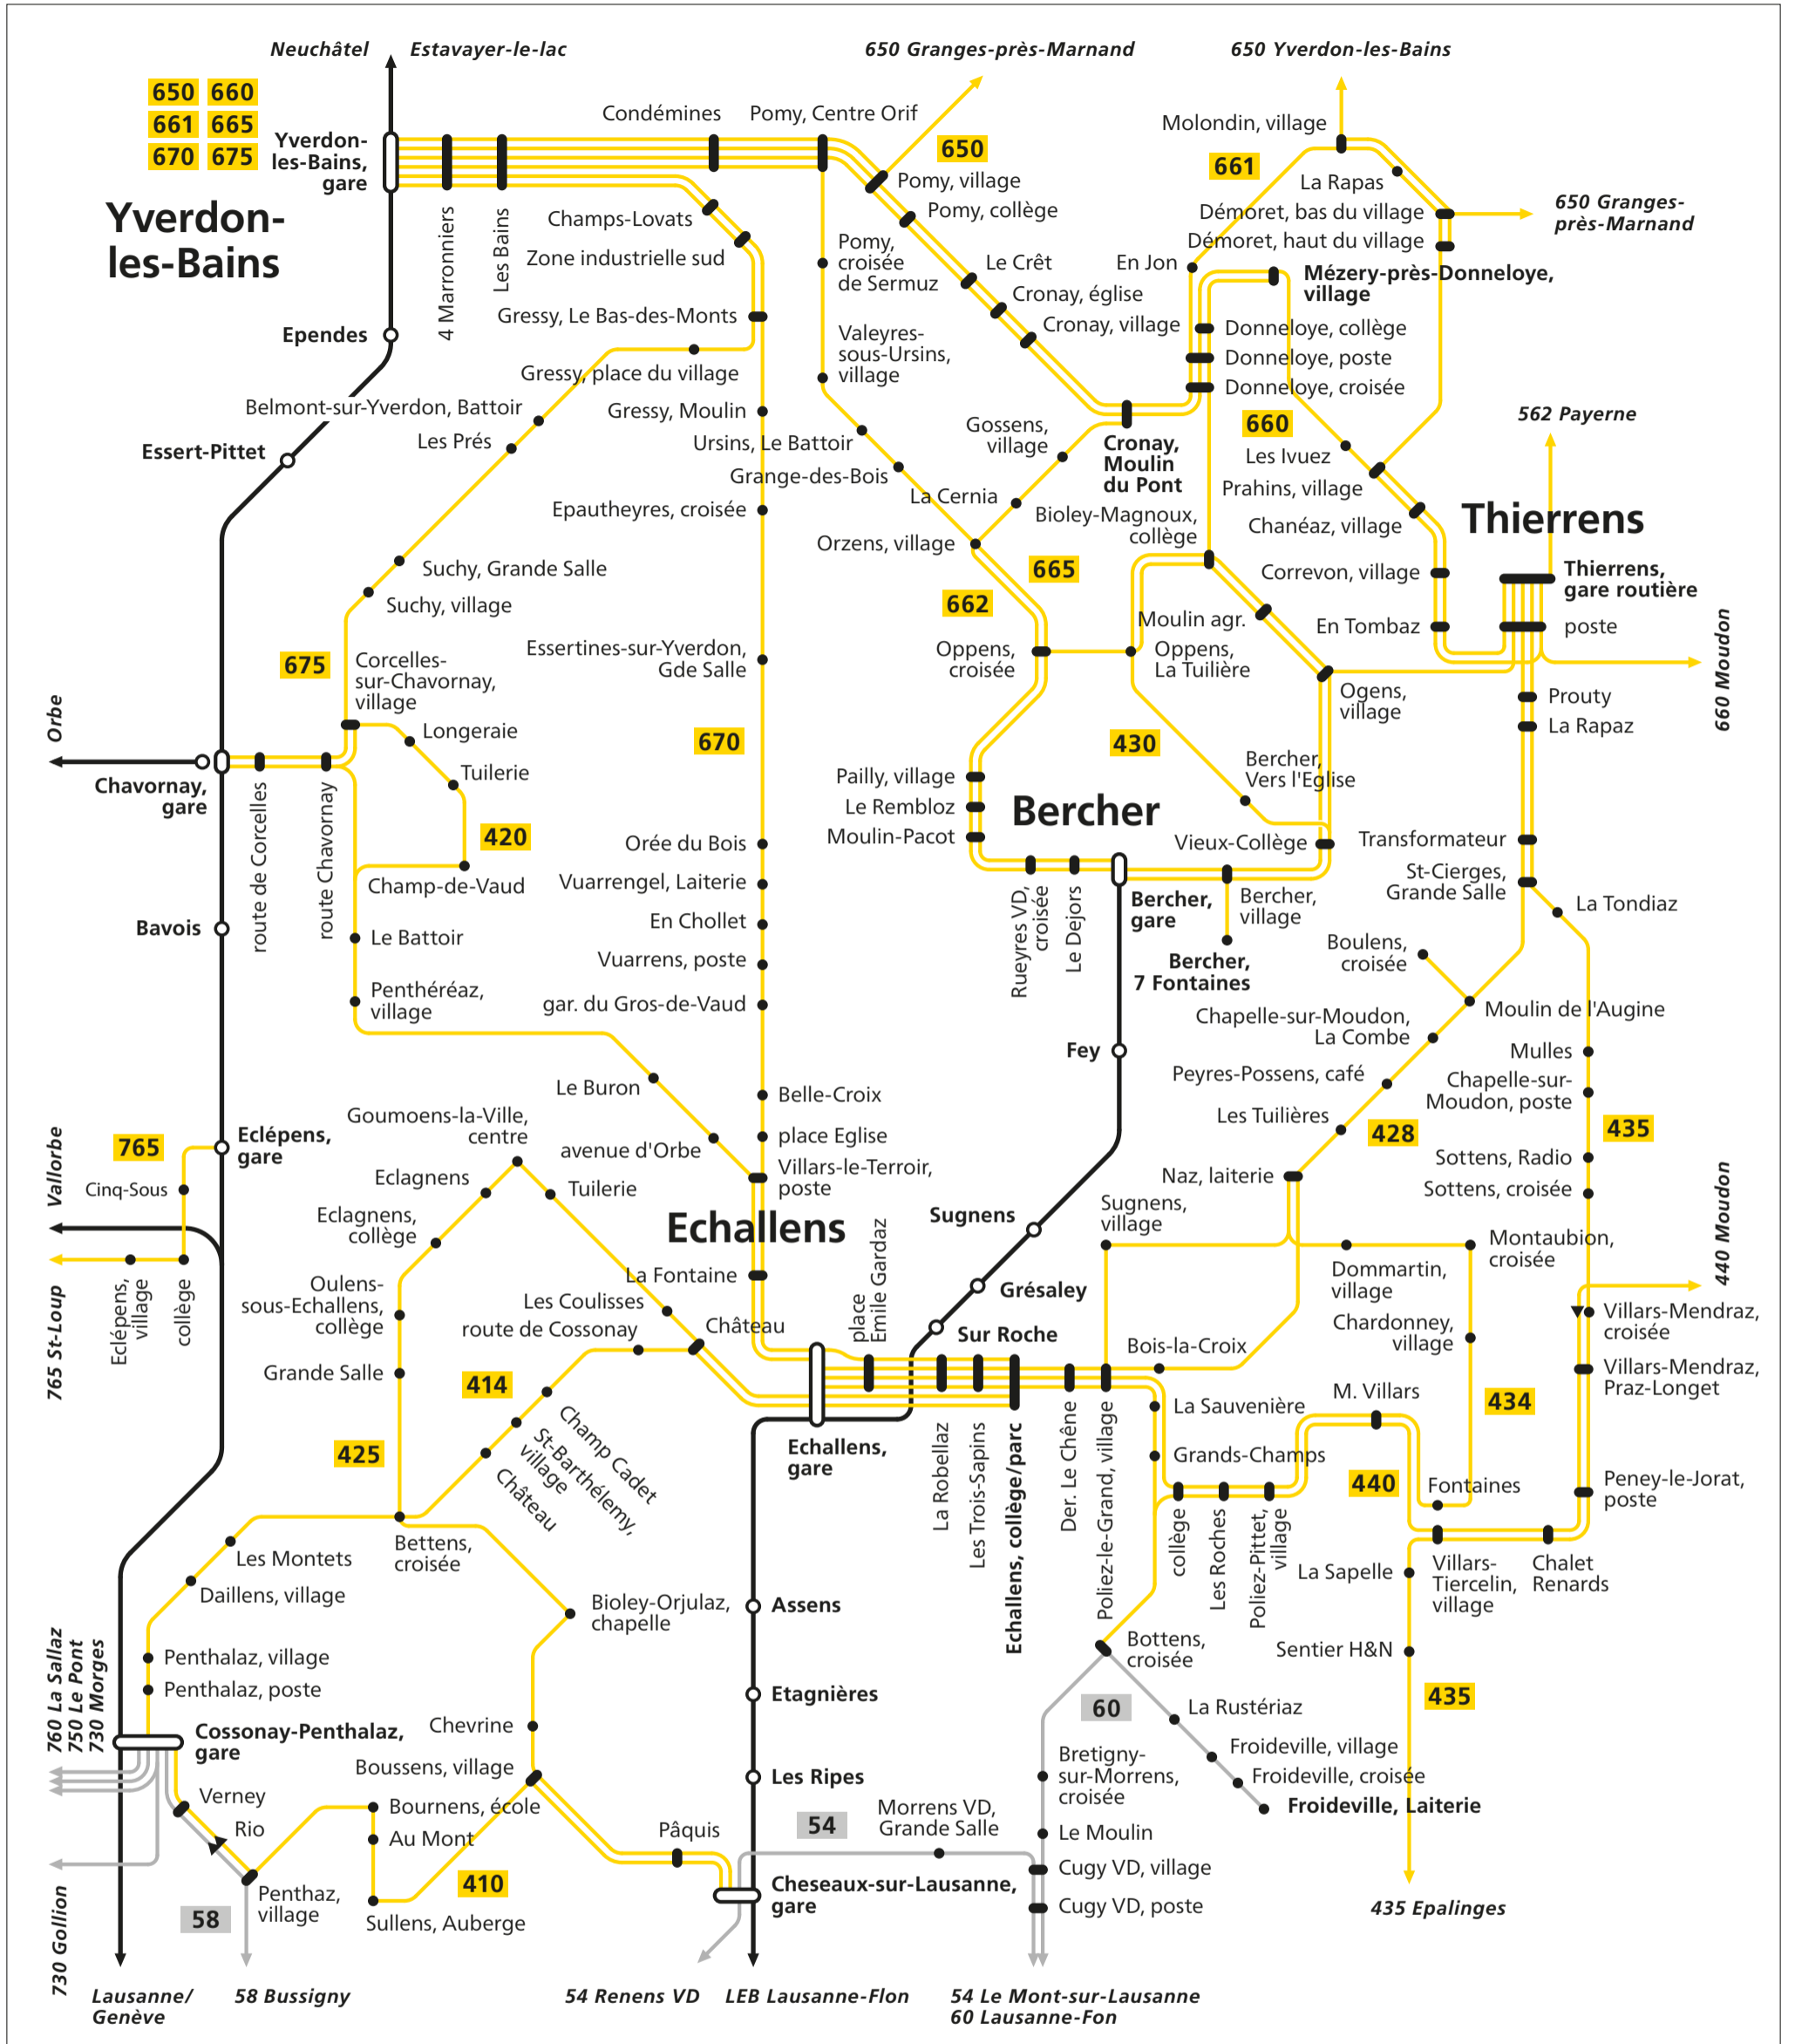 Neuchâtel
Estavayer-le-lac
650 Granges-près-Marnand
650 Yverdon-les-Bains
650 660
661 665
670 675
Yverdon-
les-Bains,
gare
Yverdon-
les-Bains
Condémines
Pomy, Centre Orif
650
Pomy, village
Pomy, collège
4 Marronniers
Les Bains
Champs-Lovats
Zone industrielle sud
Pomy,
croisée
de Sermuz
Le Crêt
Cronay, église
Cronay, village
Molondin, village
661
La Rapas
Démoret, bas du village
Démoret, haut du village
650 Granges-
près-Marnand
En Jon
Mézery-près-Donneloye,
village
Donneloye, collège
Donneloye, poste
Donneloye, croisée
Ependes
Gressy, Le Bas-des-Monts
Gressy, place du village
Valeyres-
sous-Ursins,
village
Belmont-sur-Yverdon, Battoir
Les Prés
Gressy, Moulin
Ursins, Le Battoir
Grange-des-Bois
Gossens,
village
La Cernia
Cronay,
Moulin
du Pont
660
562 Payerne
Les Ivuez
Prahins, village
Chanéaz, village
Thierrens
Essert-Pittet
Epautheyres, croisée
Orzens, village
Bioley-Magnoux,
collège
665
662
Correvon, village
Thierrens,
gare routière
En Tombaz
poste
Suchy, Grande Salle
Suchy, village
Moulin agr.
Essertines-sur-Yverdon,
Gde Salle
Oppens,
croisée
Oppens,
La Tuilière
Ogens,
village
Prouty
La Rapaz
660 Moudon
675
Corcelles-
sur-Chavornay,
village
Longeraie
Tuilerie
Orbe
670
430
Bercher,
Vers l'Eglise
Chavornay,
gare
route de Corcelles
route Chavornay
420
Champ-de-Vaud
Pailly, village
Le Rembloz
Moulin-Pacot
Bercher
Vieux-Collège
Transformateur
St-Cierges,
Grande Salle
La Tondiaz
Orée du Bois
Vuarrengel, Laiterie
En Chollet
Vuarrens, poste
gar. du Gros-de-Vaud
Rueyres VD,
croisée
Le Dejors
Bercher,
gare
Bercher,
village
Bercher,
7 Fontaines
Boulens,
croisée
Bavois
Le Battoir
Penthéréaz,
village
Moulin de l'Augine
Chapelle-sur-Moudon,
La Combe
Fey
Peyres-Possens, café
Les Tuilières
428
Mulles
Chapelle-sur-
Moudon, poste
435
Le Buron
Belle-Croix
place Eglise
avenue d'Orbe
Villars-le-Terroir,
poste
Goumoens-la-Ville,
centre
Eclagnens
Tuilerie
Eclagnens,
collège
765
Eclépens,
gare
Cinq-Sous
Vallorbe
765 St-Loup
Eclépens,
village
collège
Naz, laiterie
Sottens, Radio
Sottens, croisée
Sugnens,
village
Sugnens
Echallens
La Fontaine
place
Emile Gardaz
Grésaley
Sur Roche
Dommartin,
village
Montaubion,
croisée
440 Moudon
Chardonney,
village
Villars-Mendraz,
croisée
Villars-Mendraz,
Praz-Longet
Oulens-
sous-Echallens,
collège
Grande Salle
Les Coulisses
route de Cossonay
Château
414
425
Champ Cadet
St-Barthélemy,
village
Château
Echallens,
gare
La Robellaz
Les Trois-Sapins
Echallens, collège/parc
Der. Le Chêne
Poliez-le-Grand, village
Bois-la-Croix
La Sauvenière
Grands-Champs
M. Villars
434
440
Fontaines
Peney-le-Jorat,
poste
collège
Les Roches
Poliez-Pittet,
village
La Sapelle
Villars-
Tiercelin,
village
Chalet
Renards
Bettens,
croisée
Les Montets
Daillens, village
Bioley-Orjulaz,
chapelle
Assens
Bottens,
croisée
Sentier H&N
435
Penthalaz, village
Penthalaz, poste
760 La Sallaz
750 Le Pont
730 Morges
Cossonay-Penthalaz,
gare
Etagnières
60
La Rustériaz
Froideville, village
Froideville, croisée
Froideville, Laiterie
Chevrine
Boussens, village
Les Ripes
Bretigny-
sur-Morrens,
croisée
Verney
Rio
Bournens, école
Au Mont
Pâquis
54
Morrens VD,
Grande Salle
Le Moulin
Cugy VD, village
Cugy VD, poste
410
Penthaz,
village
58
Sullens, Auberge
Cheseaux-sur-Lausanne,
gare
435 Epalinges
730 Gollion
Lausanne/
Genève
58 Bussigny
54 Renens VD
LEB Lausanne-Flon
54 Le Mont-sur-Lausanne
60 Lausanne-Fon